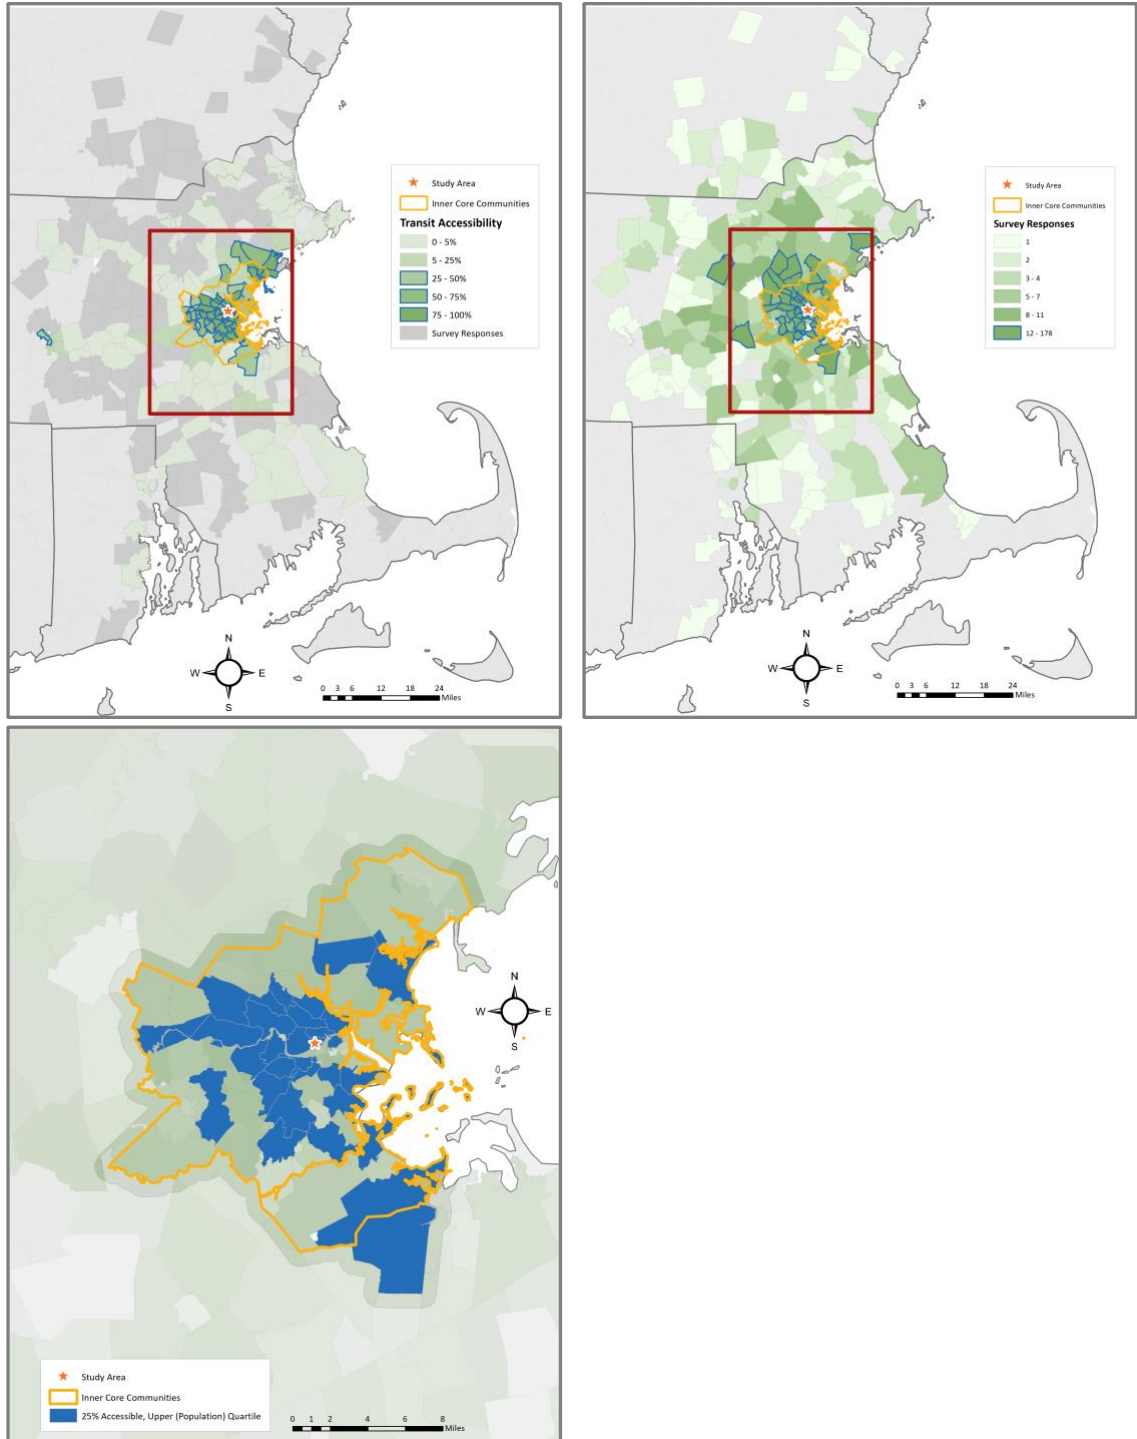 Study Area
Inner Core Communities
Transit Accessibility
0 - 5%
5 - 25%
25 - 50%
50 - 75%
75 - 100%
Survey Responses
N
W E
S
0 3 6 12 18 24
Miles
Study Area
Inner Core Communities
Survey Responses
1
2
3 - 4
5 - 7
8 - 11
12 - 178
N
W E
S
0 3 6 12 18 24
Miles
N
W E
S
Study Area
Inner Core Communities
25% Accessible, Upper (Population) Quartile
0 1 2 4 6 8
Miles